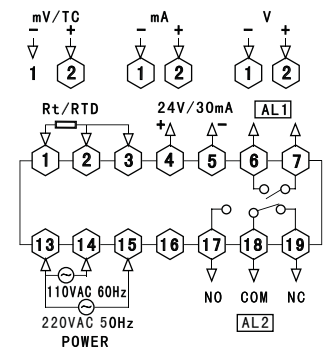 mV/TC mA V
− + − + − +
1 2 1 2 1 2
Rt/RTD 24V/30mA AL1
+ −
1 2 3 4 5 6 7
13 14 15 16 17 18 19
110VAC 60Hz
NO COM NC
220VAC 50Hz
AL2
POWER